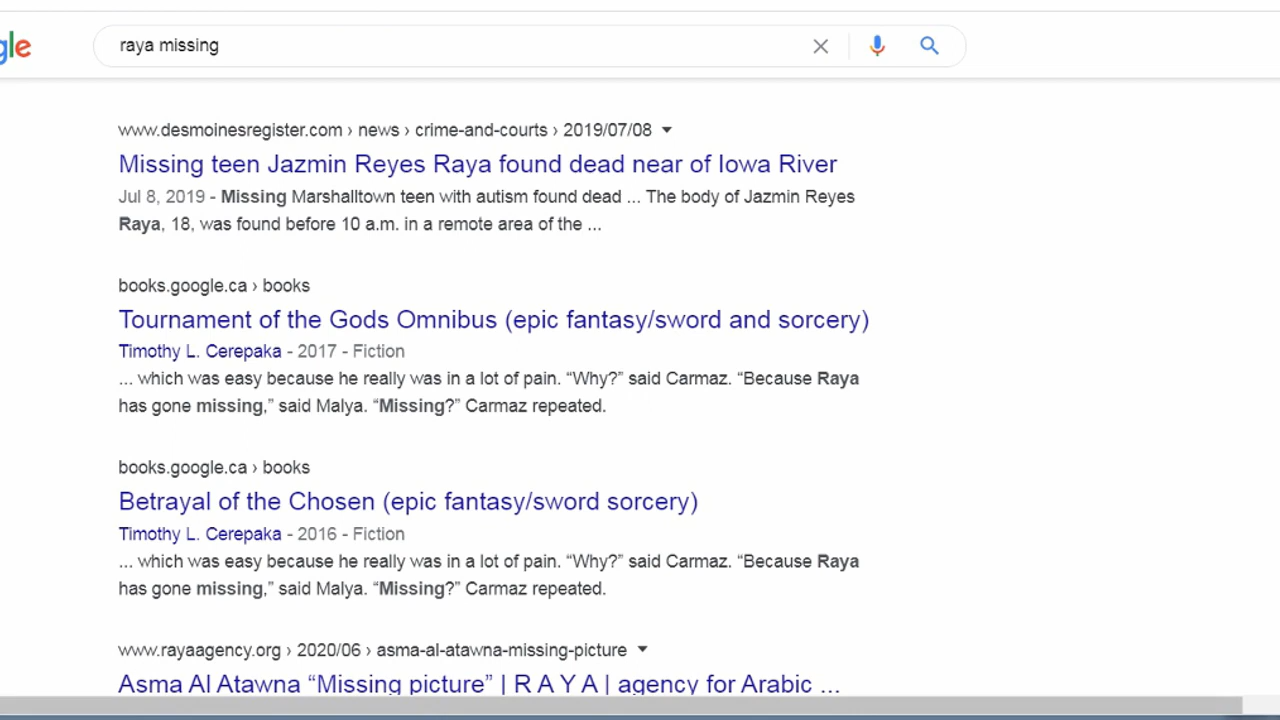 gle
raya missing
www.desmoinesregister.com › news › crime-and-courts › 2019/07/08
Missing teen Jazmin Reyes Raya found dead near of Iowa River
Jul 8, 2019 - Missing Marshalltown teen with autism found dead ... The body of Jazmin Reyes
Raya, 18, was found before 10 a.m. in a remote area of the ...
books.google.ca › books
Tournament of the Gods Omnibus (epic fantasy/sword and sorcery)
Timothy L. Cerepaka - 2017 - Fiction
... which was easy because he really was in a lot of pain. “Why?” said Carmaz. “Because Raya
has gone missing,” said Malya. “Missing?” Carmaz repeated.
books.google.ca › books
Betrayal of the Chosen (epic fantasy/sword sorcery)
Timothy L. Cerepaka - 2016 - Fiction
... which was easy because he really was in a lot of pain. “Why?” said Carmaz. “Because Raya
has gone missing,” said Malya. “Missing?” Carmaz repeated.
www.rayaagency.org › 2020/06 › asma-al-atawna-missing-picture
Asma Al Atawna “Missing picture” | R A Y A | agency for Arabic ...